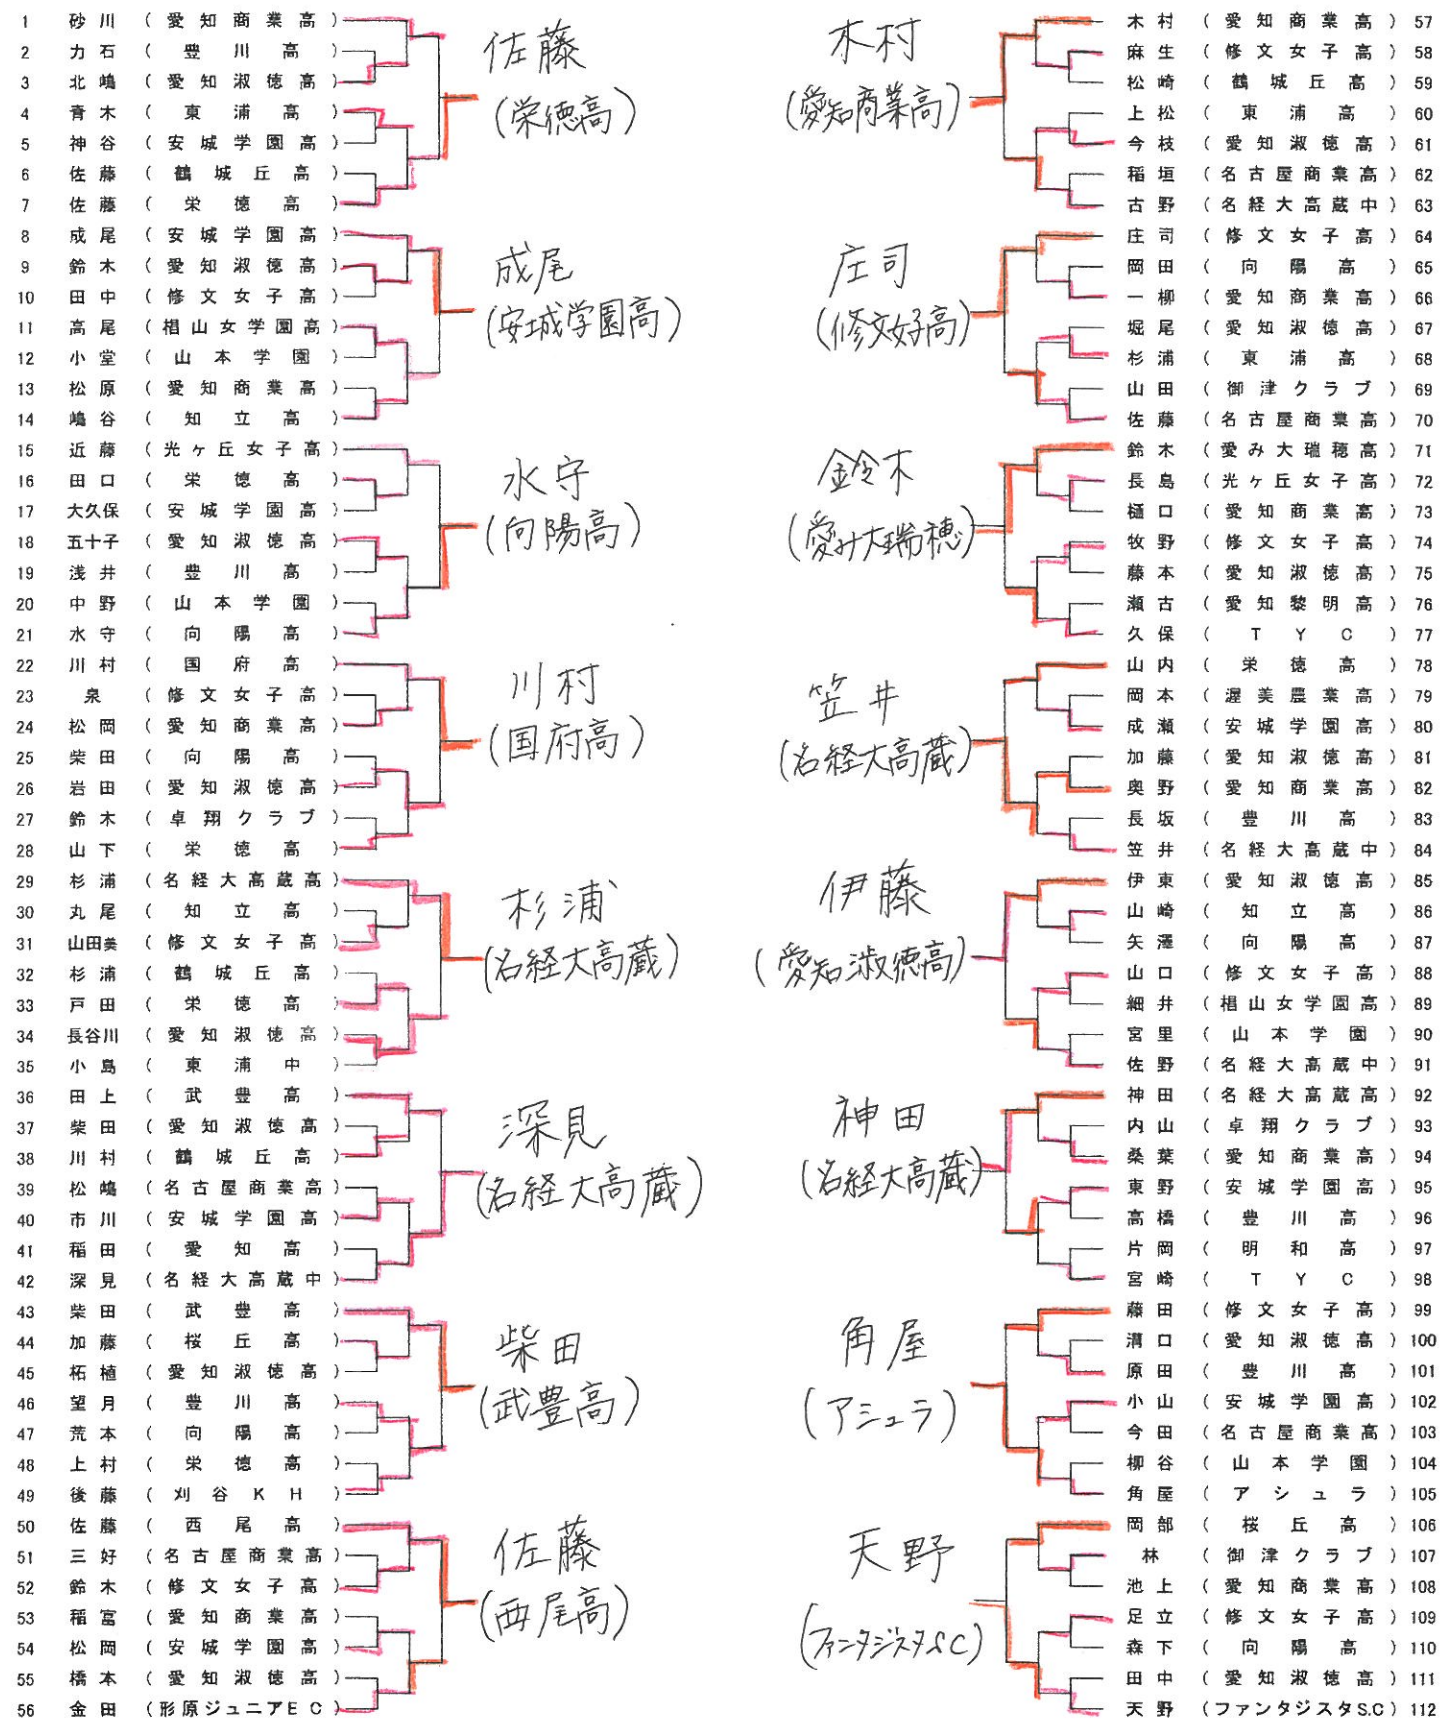 1 砂川 (愛知商業高)
2 力石 (豊川高)
3 北嶋 (愛知淑徳高)
4 青木 (東浦高)
5 神谷 (安城学園高)
6 佐藤 (鶴城丘高)
7 佐藤 (栄徳高)
8 成尾 (安城学園高)
9 鈴木 (愛知淑徳高)
10 田中 (修文女子高)
11 高尾 (椙山女学園高)
12 小堂 (山本学園)
13 松原 (愛知商業高)
14 嶋谷 (知立高)
15 近藤 (光ヶ丘女子高)
16 田口 (栄徳高)
17 大久保 (安城学園高)
18 五十子 (愛知淑徳高)
19 浅井 (豊川高)
20 中野 (山本学園)
21 水守 (向陽高)
22 川村 (国府高)
23 泉 (修文女子高)
24 松岡 (愛知商業高)
25 柴田 (向陽高)
26 岩田 (愛知淑徳高)
27 鈴木 (卓翔クラブ)
28 山下 (栄徳高)
29 杉浦 (名経大高蔵高)
30 丸尾 (知立高)
31 山田美 (修文女子高)
32 杉浦 (鶴城丘高)
33 戸田 (栄徳高)
34 長谷川 (愛知淑徳高)
35 小島 (東浦中)
36 田上 (武豊高)
37 柴田 (愛知淑徳高)
38 川村 (鶴城丘高)
39 松嶋 (名古屋商業高)
40 市川 (安城学園高)
41 稲田 (愛知高)
42 深見 (名経大高蔵中)
43 柴田 (武豊高)
44 加藤 (桜丘高)
45 柘植 (愛知淑徳高)
46 望月 (豊川高)
47 荒本 (向陽高)
48 上村 (栄徳高)
49 後藤 (刈谷KH)
50 佐藤 (西尾高)
51 三好 (名古屋商業高)
52 鈴木 (修文女子高)
53 稲富 (愛知商業高)
54 松岡 (安城学園高)
55 橋本 (愛知淑徳高)
56 金田 (形原ジュニアEC)
佐藤
(栄徳高)
成尾
(安城学園高)
水守
(向陽高)
川村
(国府高)
杉浦
(名経大高蔵)
深見
(名経大高蔵)
柴田
(武豊高)
佐藤
(西尾高)
木村
(愛知商業高)
庄司
(修文女子高)
鈴木
(愛み大瑞穂)
笠井
(名経大高蔵)
伊藤
(愛知淑徳高)
神田
(名経大高蔵)
角屋
(アシュラ)
天野
(ファンタジスタSC)
木村 (愛知商業高) 57
麻生 (修文女子高) 58
松崎 (鶴城丘高) 59
上松 (東浦高) 60
今枝 (愛知淑徳高) 61
稲垣 (名古屋商業高) 62
古野 (名経大高蔵中) 63
庄司 (修文女子高) 64
岡田 (向陽高) 65
一柳 (愛知商業高) 66
堀尾 (愛知淑徳高) 67
杉浦 (東浦高) 68
山田 (御津クラブ) 69
佐藤 (名古屋商業高) 70
鈴木 (愛み大瑞穂高) 71
長島 (光ヶ丘女子高) 72
樋口 (愛知商業高) 73
牧野 (修文女子高) 74
藤本 (愛知淑徳高) 75
瀬古 (愛知黎明高) 76
久保 (TYC) 77
山内 (栄徳高) 78
岡本 (渥美農業高) 79
成瀬 (安城学園高) 80
加藤 (愛知淑徳高) 81
奥野 (愛知商業高) 82
長坂 (豊川高) 83
笠井 (名経大高蔵中) 84
伊東 (愛知淑徳高) 85
山崎 (知立高) 86
矢澤 (向陽高) 87
山口 (修文女子高) 88
細井 (椙山女学園高) 89
宮里 (山本学園) 90
佐野 (名経大高蔵中) 91
神田 (名経大高蔵高) 92
内山 (卓翔クラブ) 93
桑葉 (愛知商業高) 94
東野 (安城学園高) 95
高橋 (豊川高) 96
片岡 (明和高) 97
宮崎 (TYC) 98
藤田 (修文女子高) 99
溝口 (愛知淑徳高) 100
原田 (豊川高) 101
小山 (安城学園高) 102
今田 (名古屋商業高) 103
柳谷 (山本学園) 104
角屋 (アシュラ) 105
岡部 (桜丘高) 106
林 (御津クラブ) 107
池上 (愛知商業高) 108
足立 (修文女子高) 109
森下 (向陽高) 110
田中 (愛知淑徳高) 111
天野 (ファンタジスタS.C) 112